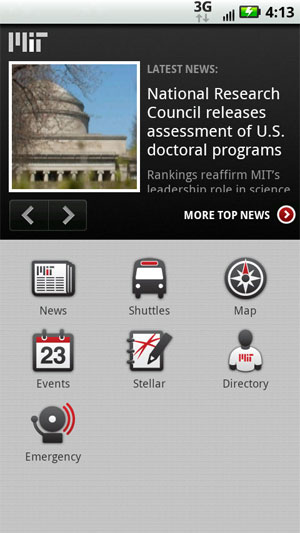 3G 4:13
MIT
LATEST NEWS:
National Research
Council releases
assessment of U.S.
doctoral programs
Rankings reaffirm MIT's
leadership role in science
MORE TOP NEWS
MIT
News Shuttles Map
23 MIT
Events Stellar Directory
Emergency